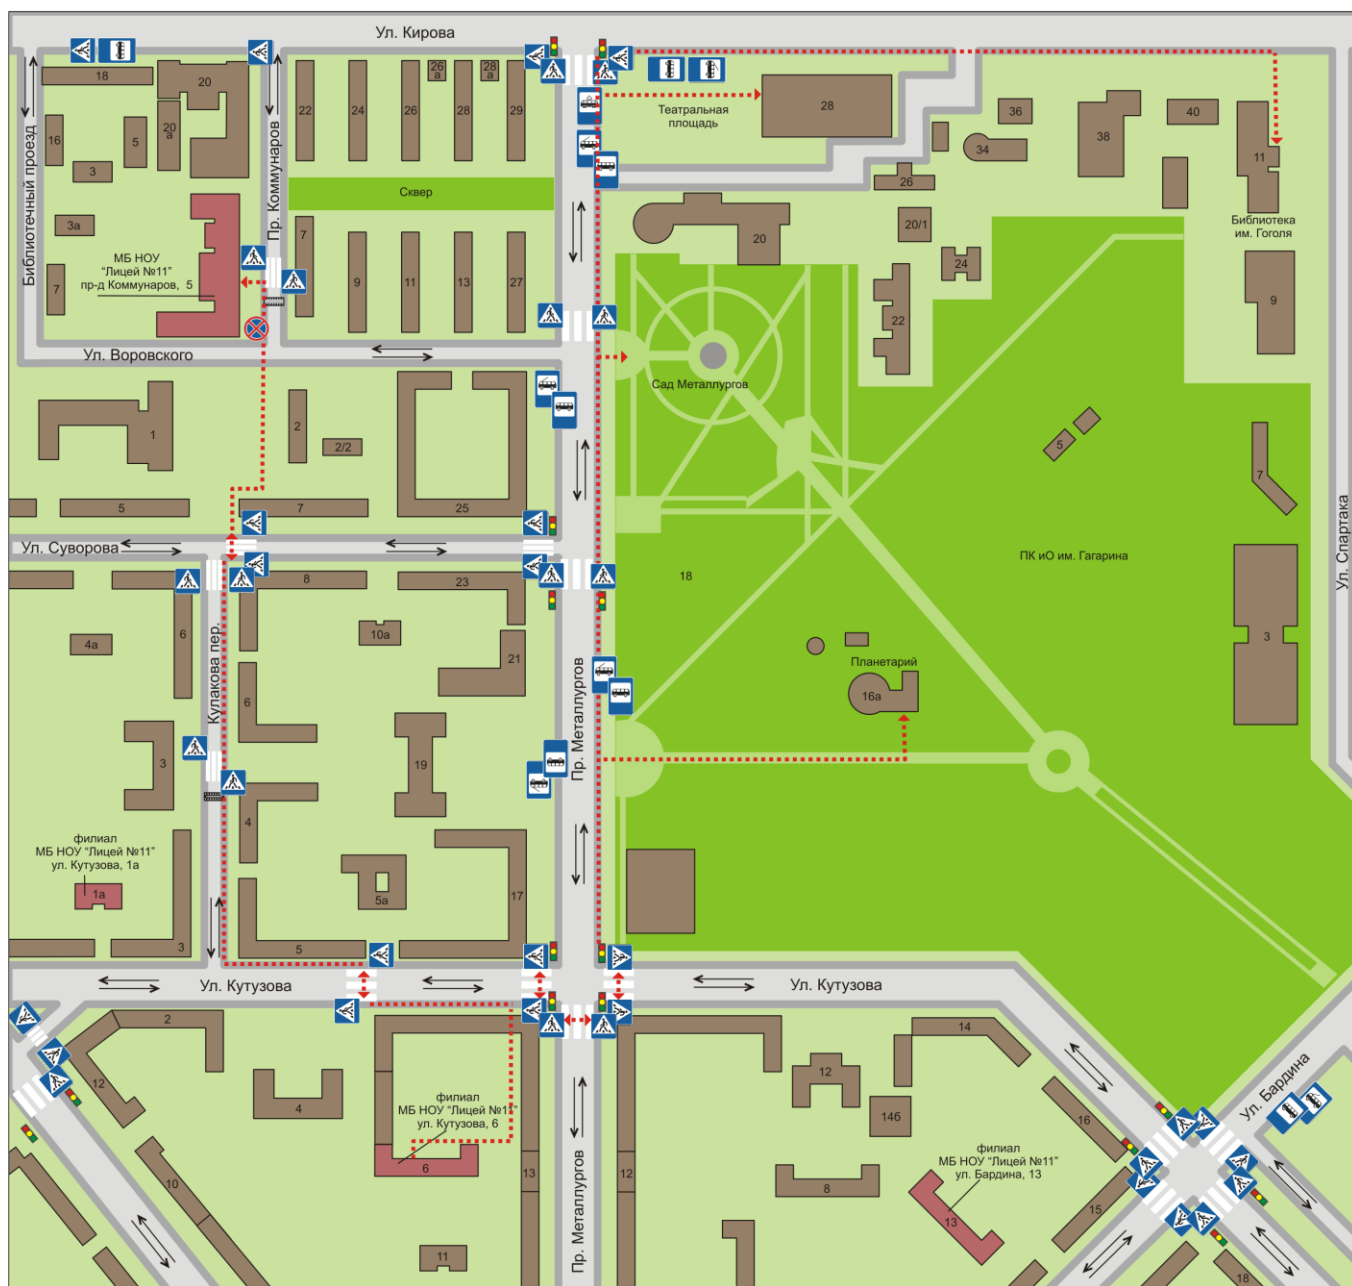 Ул. Кирова
18
20
22
24
26
26
а
28
28
а
29
Театральная
площадь
28
36
38
40
11
34
26
16
5
20
а
3
3а
7
Библиотечный проезд
Пр. Коммунаров
Сквер
МБ НОУ
"Лицей №11"
пр-д Коммунаров, 5
7
9
11
13
27
20
20/1
24
22
Библиотека
им. Гоголя
9
Ул. Воровского
Сад Металлургов
1
2
2/2
25
5
7
5
7
Ул. Суворова
ПК иО им. Гагарина
Ул. Спартака
18
3
8
23
6
4а
10а
21
6
Кулакова пер.
Пр. Металлургов
Планетарий
16а
3
19
4
филиал
МБ НОУ "Лицей №11"
ул. Кутузова, 1а
1а
5а
17
3
5
Ул. Кутузова
Ул. Кутузова
2
12
4
14
12
16
14б
Ул. Бардина
филиал
МБ НОУ "Лицей №11"
ул. Кутузова, 6
6
13
12
8
филиал
МБ НОУ "Лицей №11"
ул. Бардина, 13
13
15
10
11
Пр. Металлургов
18